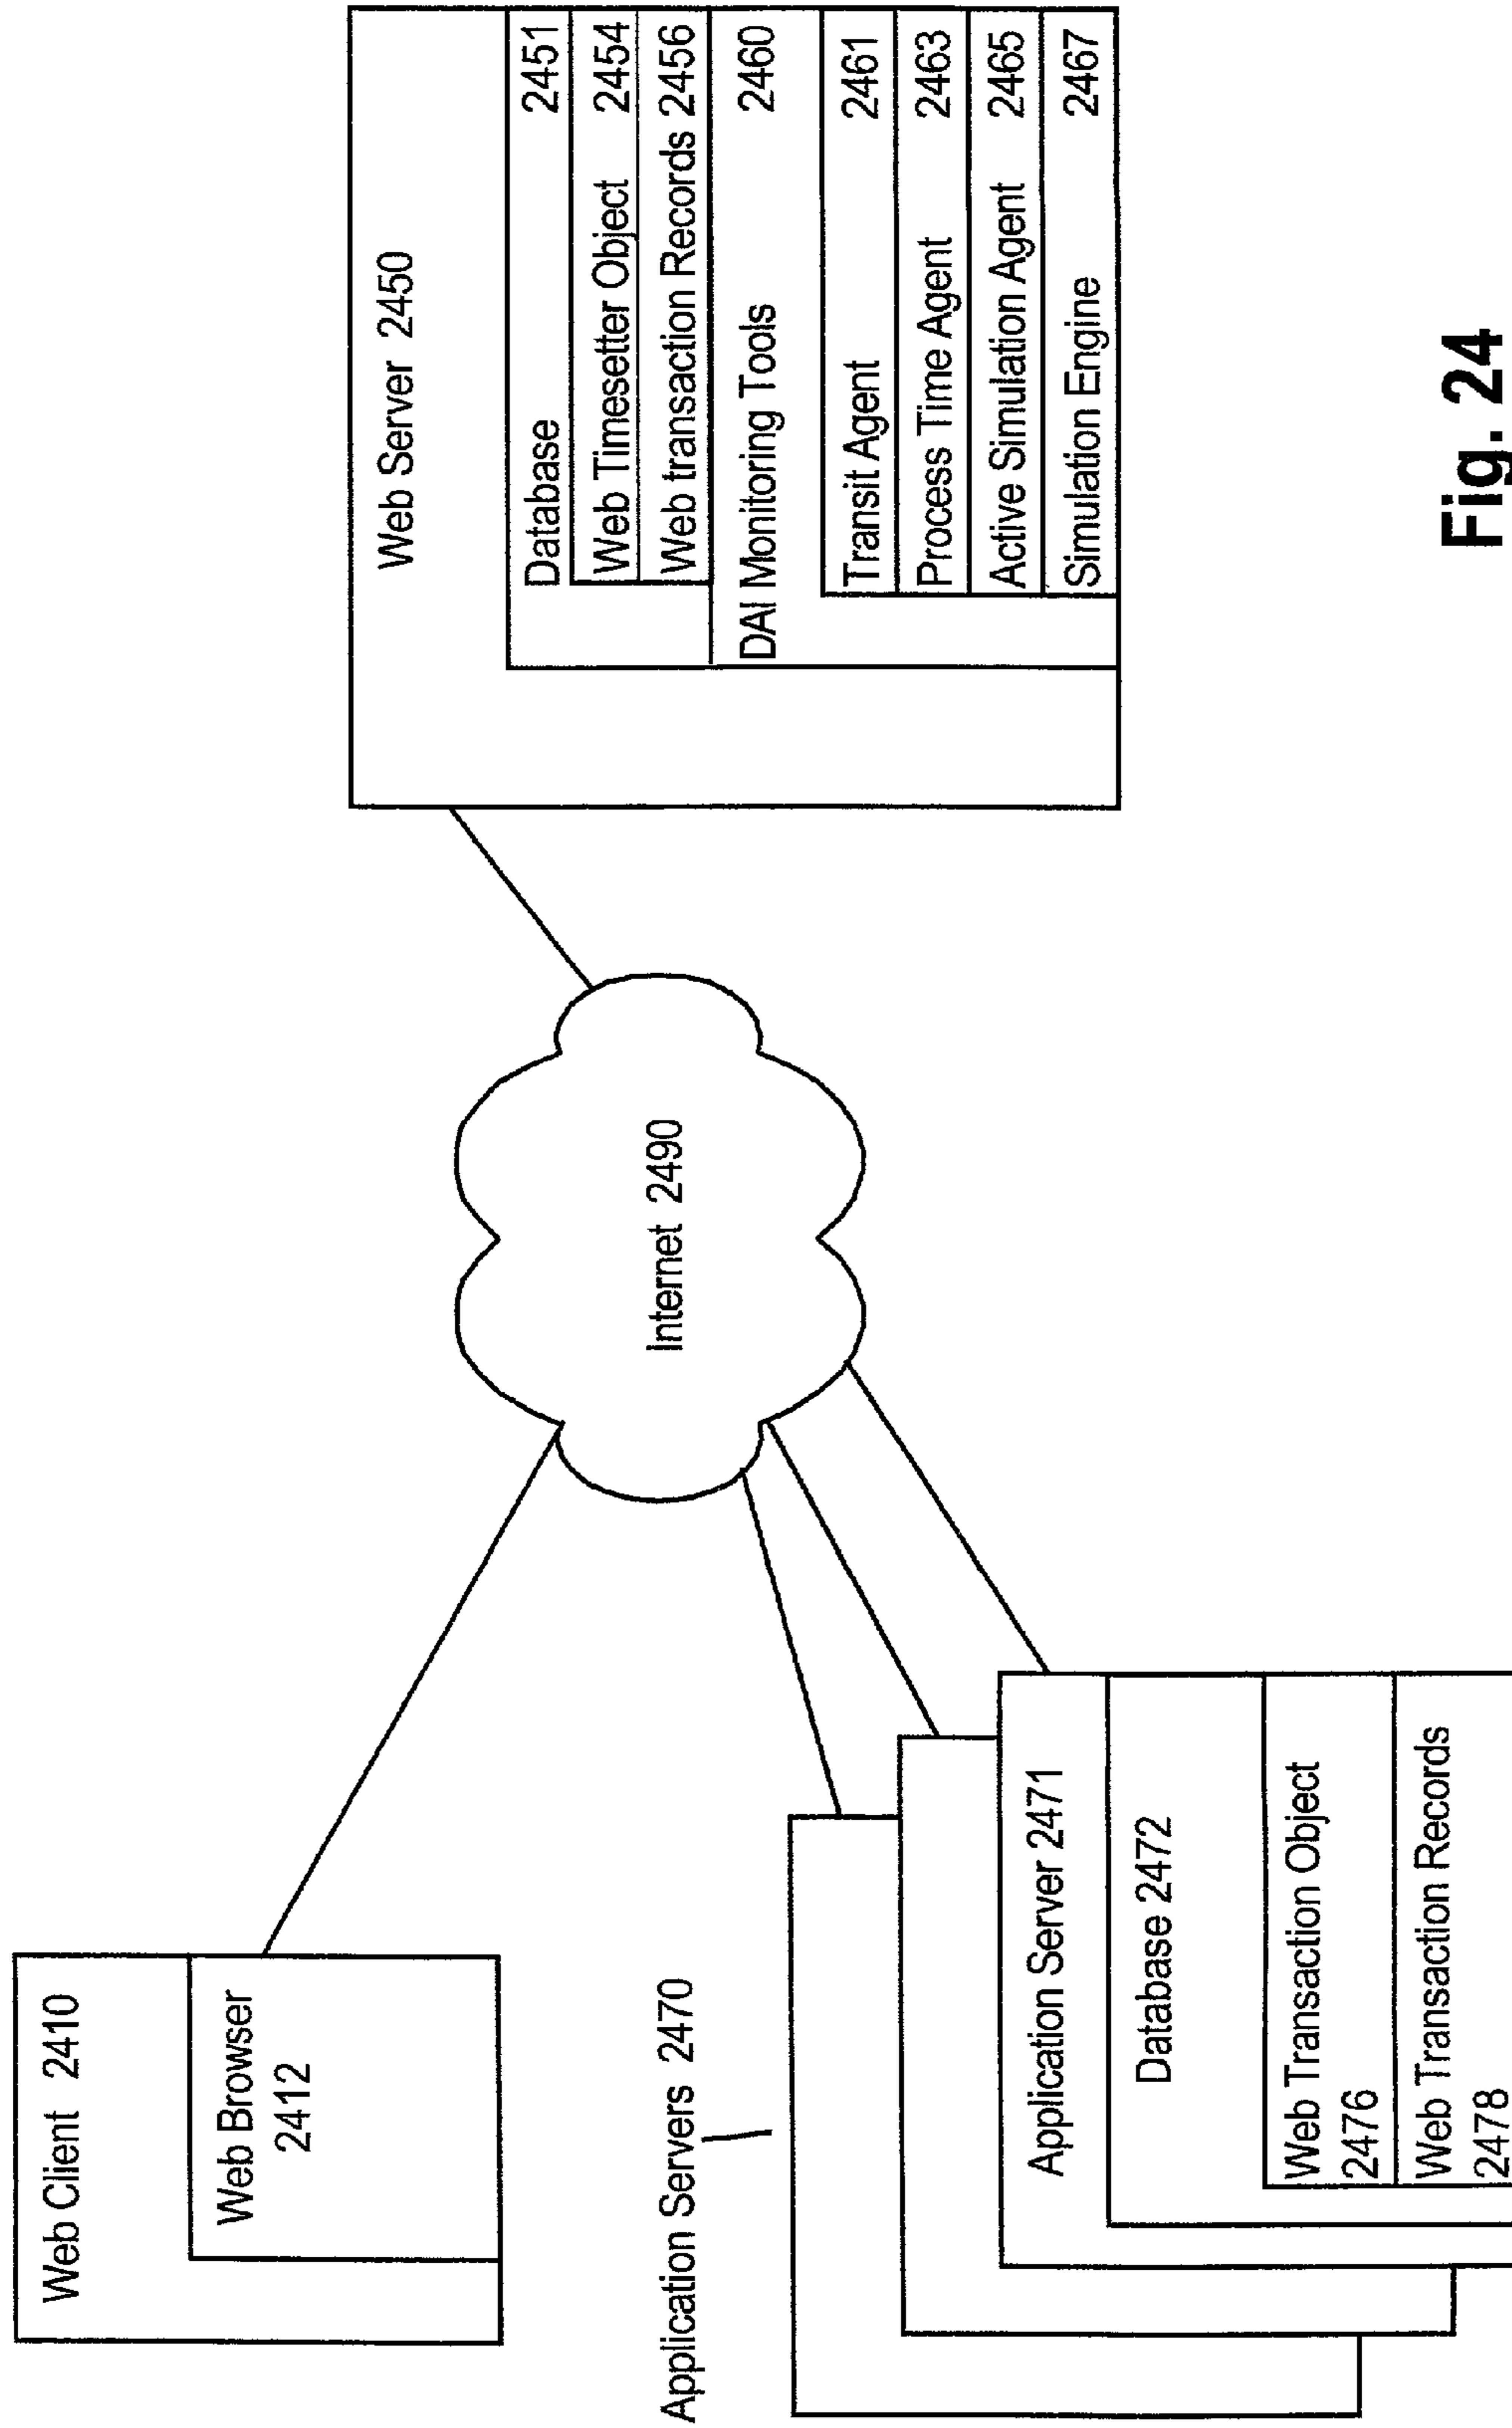 Web Client 2410
Web Browser
2412
Application Servers 2470
Application Server 2471
Database 2472
Web Transaction Object
2476
Web Transaction Records
2478
Internet 2490
Web Server 2450
Database 2451
Web Timesetter Object 2454
Web transaction Records 2456
DAI Monitoring Tools 2460
Transit Agent 2461
Process Time Agent 2463
Active Simulation Agent 2465
Simulation Engine 2467
Fig. 24